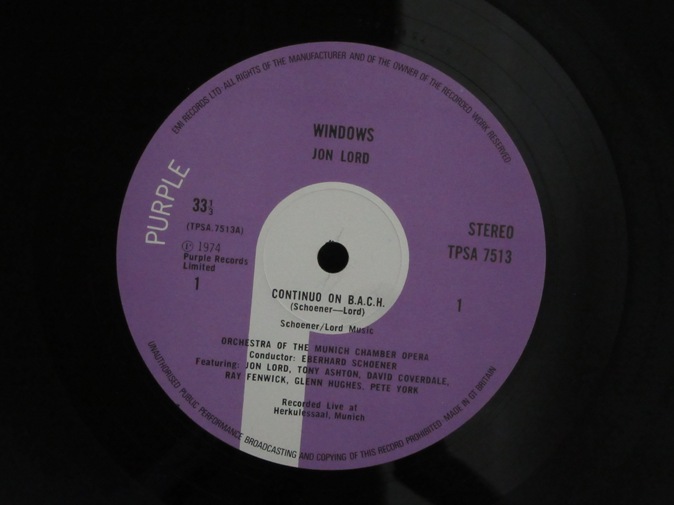 EMI RECORDS LTD·ALL RIGHTS OF THE MANUFACTURER AND OF THE OWNER OF THE RECORDED WORK RESERVED
WINDOWS
JON LORD
PURPLE
33⅓
(TPSA.7513A)
℗ 1974
Purple Records
Limited
1
STEREO
TPSA 7513
1
CONTINUO ON B.A.C.H.
(Schoener—Lord)
Schoener/Lord Music
ORCHESTRA OF THE MUNICH CHAMBER OPERA
Conductor: EBERHARD SCHOENER
Featuring: JON LORD, TONY ASHTON, DAVID COVERDALE,
RAY FENWICK, GLENN HUGHES, PETE YORK
Recorded Live at
Herkulessaal, Munich
UNAUTHORISED PUBLIC PERFORMANCE BROADCASTING AND COPYING OF THIS RECORD PROHIBITED·MADE IN GT BRITAIN